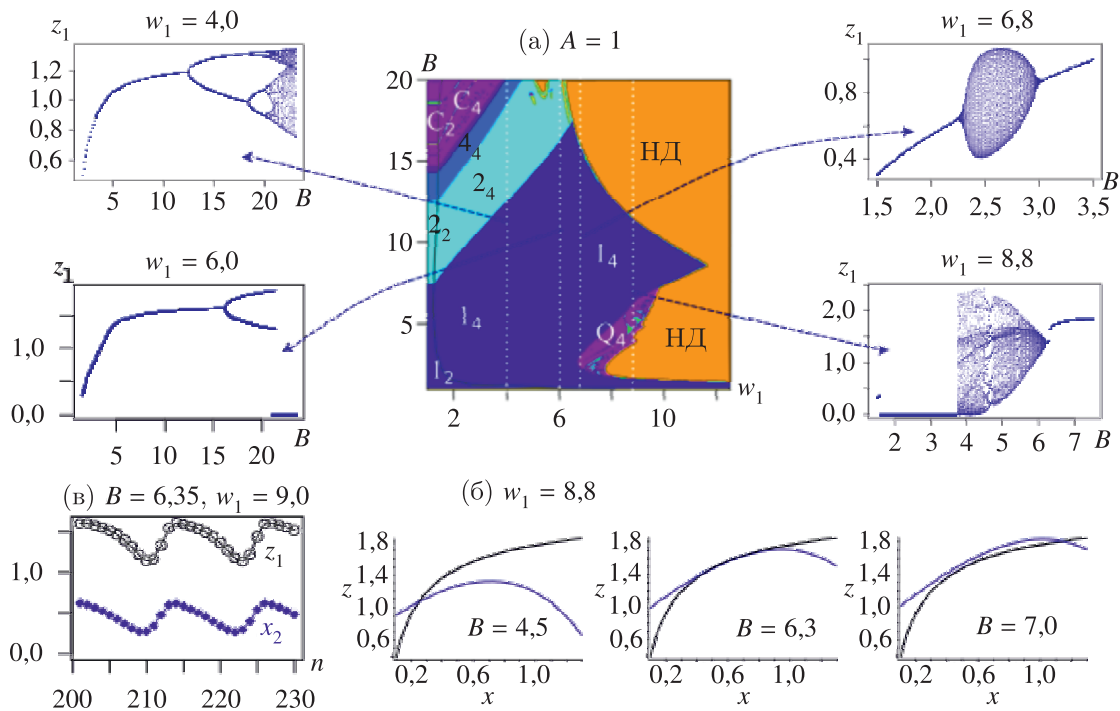 w₁ = 4,0
z₁
1,2
1,0
0,8
0,6
5 10 15 20 B
(а) A = 1
B
20
15
10
5
C₄
C₂
4₄
2₄
2₂
НД
1₄
1₄
Q₄
НД
1₂
2 4 6 10 w₁
w₁ = 6,8
z₁
0,8
0,4
1,5 2,0 2,5 3,0 3,5
B
w₁ = 6,0
z₁
1,0
0,0
5 10 15 20 B
w₁ = 8,8
z₁
2,0
1,0
0,0
2 3 4 5 6 7 B
(в) B = 6,35, w₁ = 9,0
z₁
1,0
x₂
0,0
n
200 210 220 230
(б) w₁ = 8,8
1,8
1,4
z
1,0
0,6
B = 4,5
0,2 0,6 1,0
x
1,8
1,4
z
1,0
0,6
B = 6,3
0,2 0,6 1,0
x
1,8
1,4
z
1,0
0,6
B = 7,0
0,2 0,6 1,0
x